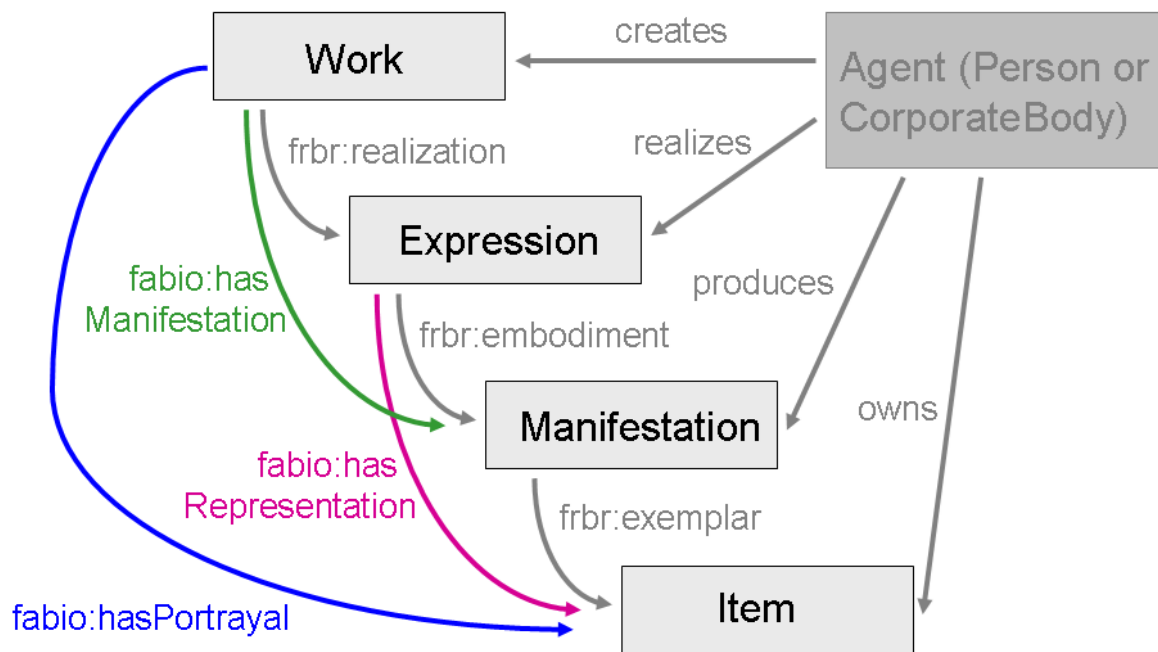 creates
Work
Agent (Person or
CorporateBody)
frbr:realization
realizes
Expression
fabio:has
Manifestation
produces
frbr:embodiment
owns
Manifestation
fabio:has
Representation
frbr:exemplar
Item
fabio:hasPortrayal